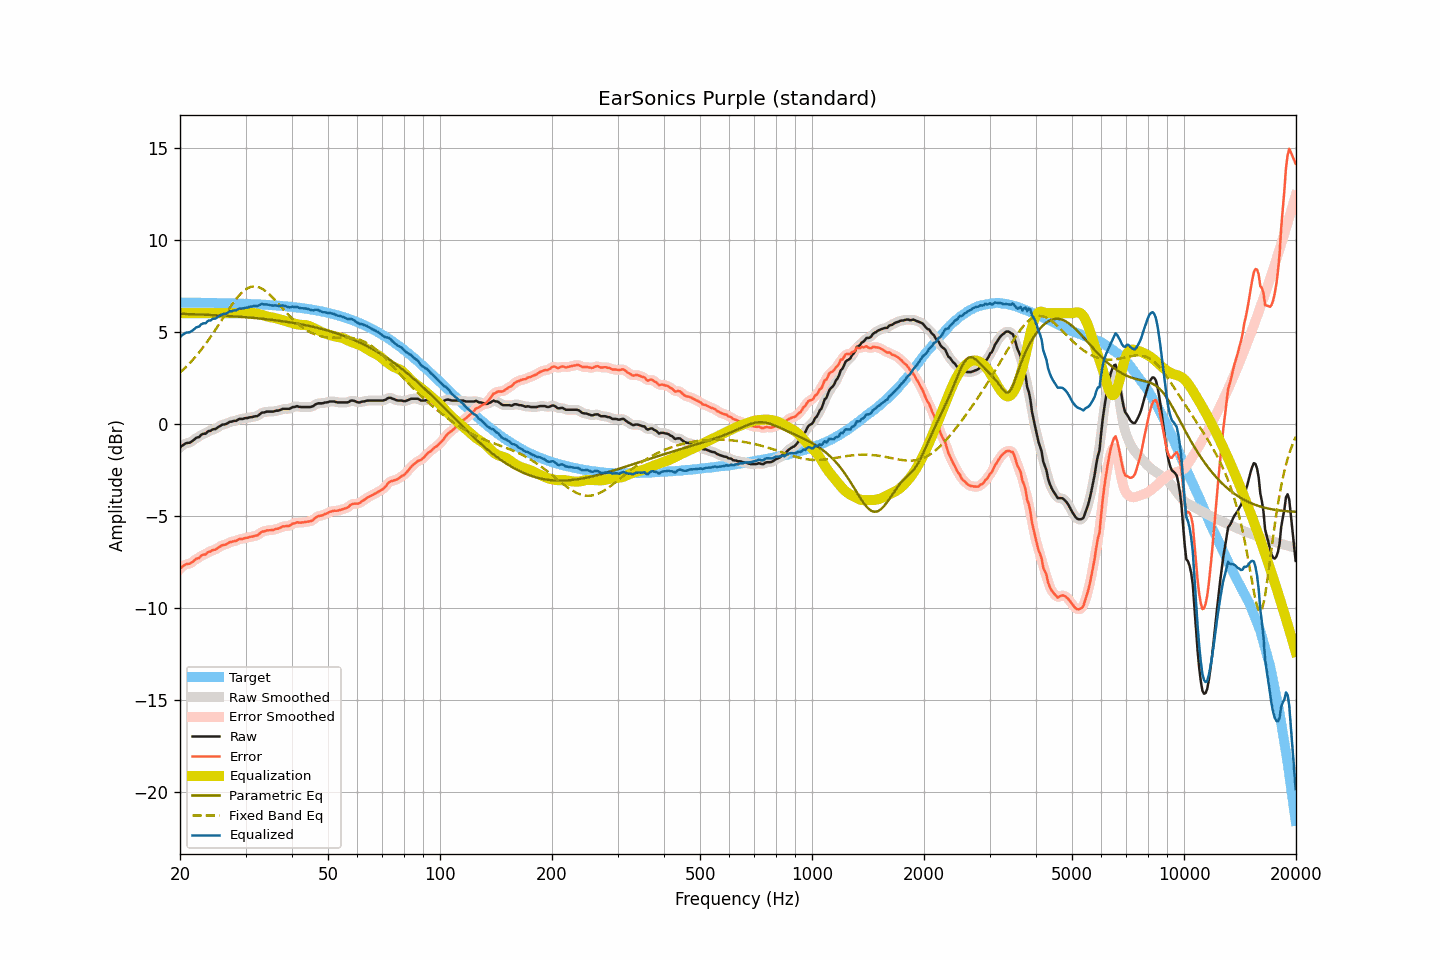 EarSonics Purple (standard)
Amplitude (dBr)
15
10
5
0
−5
−10
−15
−20
Target
Raw Smoothed
Error Smoothed
Raw
Error
Equalization
Parametric Eq
Fixed Band Eq
Equalized
20 50 100 200 500 1000 2000 5000 10000 20000
Frequency (Hz)